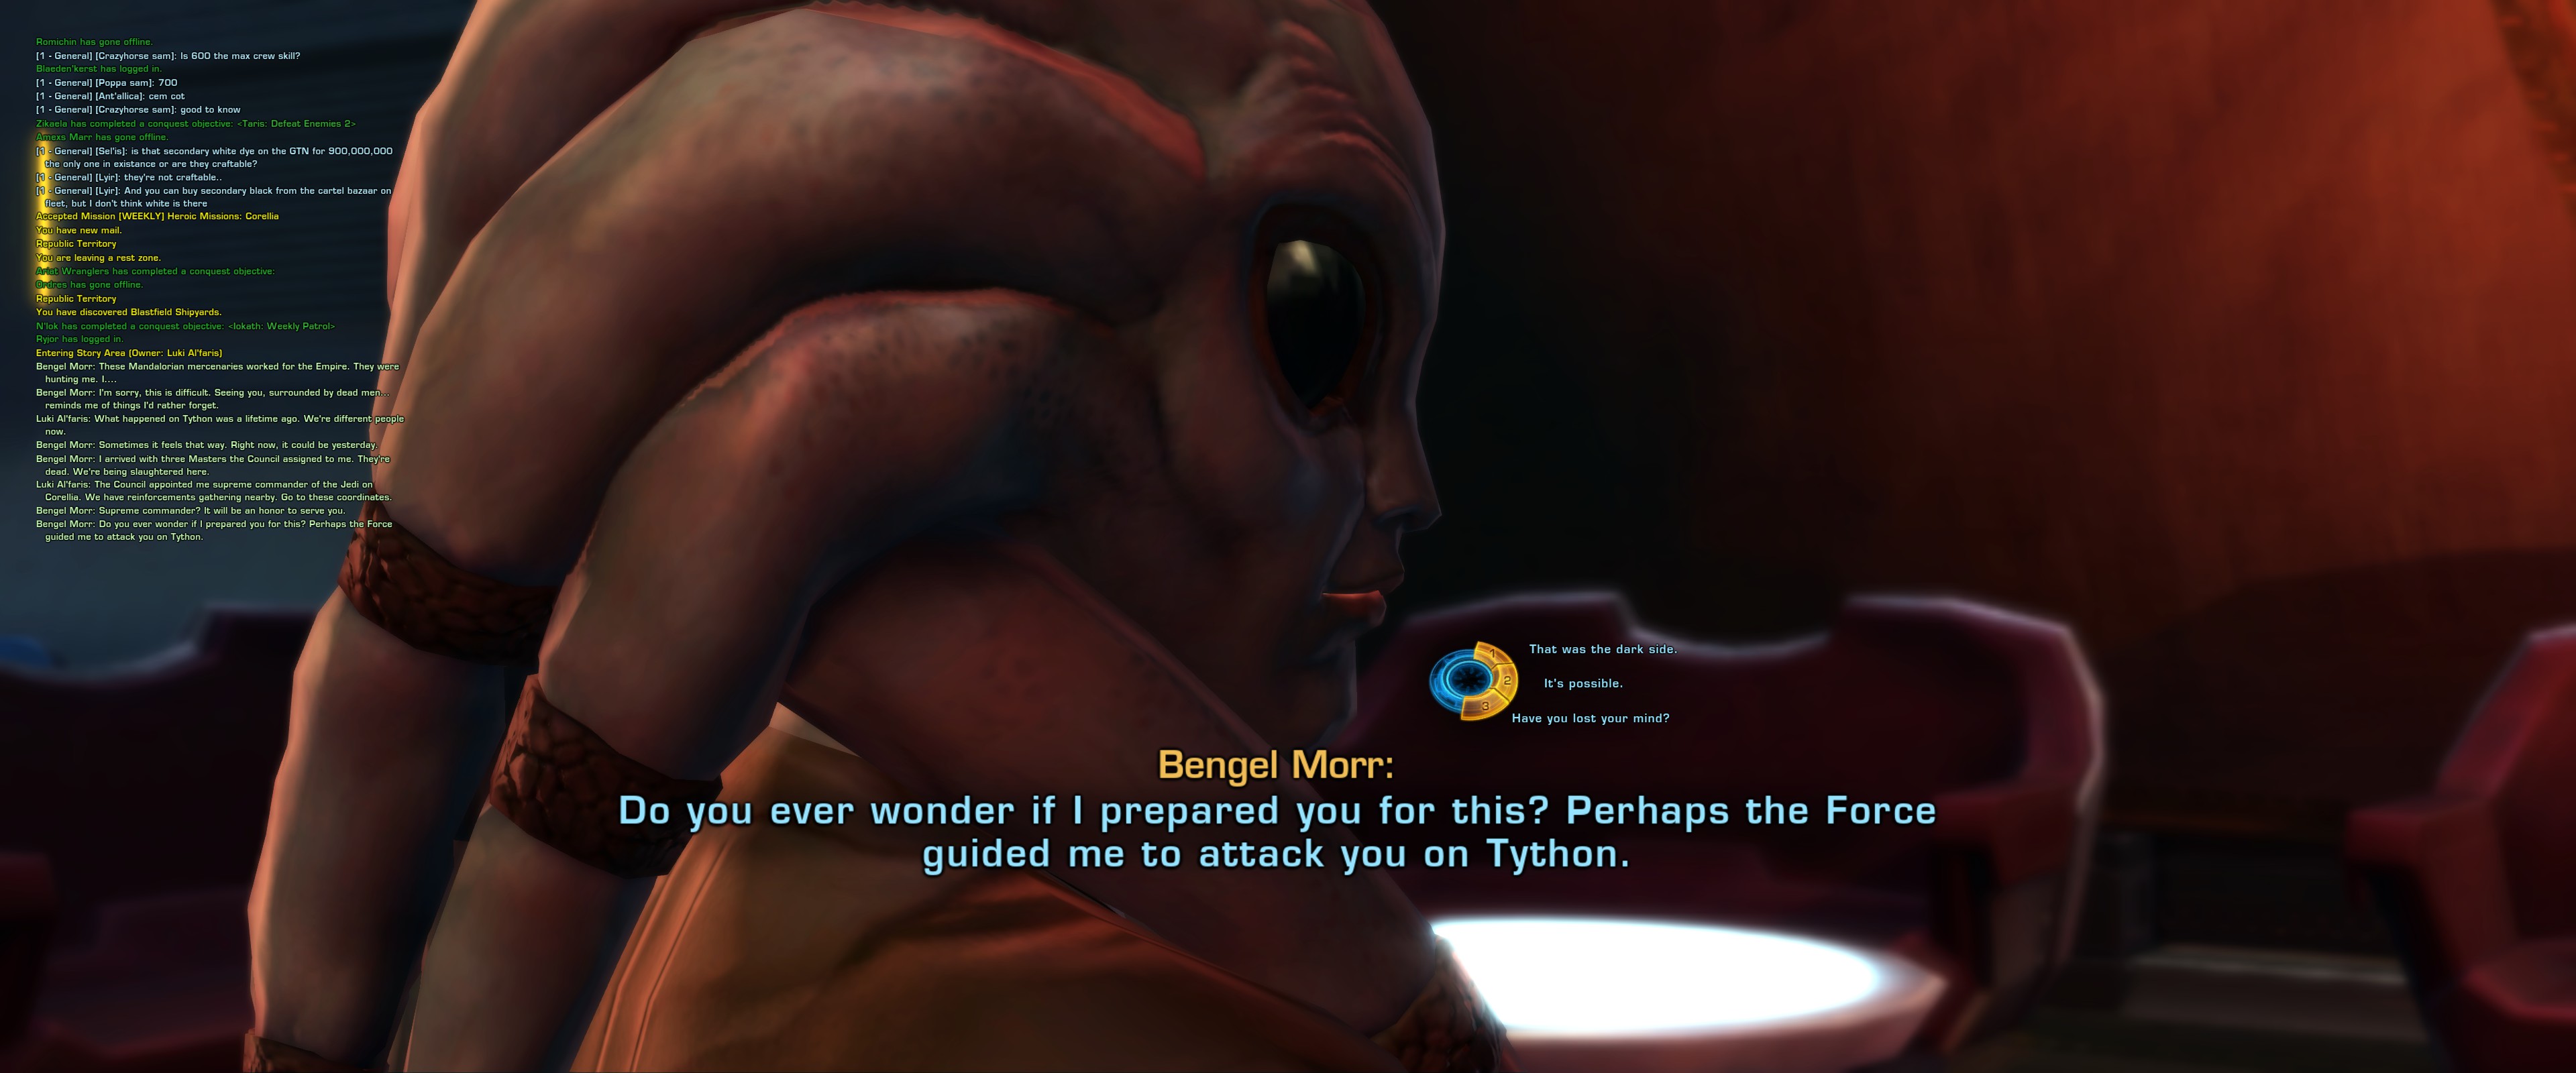 Romichin has gone offline.
[1 - General] [Crazyhorse sam]: Is 600 the max crew skill?
Blaeden'kerst has logged in.
[1 - General] [Poppa sam]: 700
[1 - General] [Ant'allica]: cem cot
[1 - General] [Crazyhorse sam]: good to know
Zikaela has completed a conquest objective: <Taris: Defeat Enemies 2>
Amexs Marr has gone offline.
[1 - General] [Sel'is]: is that secondary white dye on the GTN for 900,000,000
the only one in existance or are they craftable?
[1 - General] [Lyir]: they're not craftable..
[1 - General] [Lyir]: And you can buy secondary black from the cartel bazaar on
fleet, but I don't think white is there
Accepted Mission [WEEKLY] Heroic Missions: Corellia
You have new mail.
Republic Territory
You are leaving a rest zone.
Wranglers has completed a conquest objective:
has gone offline.
Republic Territory
You have discovered Blastfield Shipyards.
N'lok has completed a conquest objective: <Iokath: Weekly Patrol>
Ryjor has logged in.
Entering Story Area (Owner: Luki Al'faris)
Bengel Morr: These Mandalorian mercenaries worked for the Empire. They were
hunting me. I....
Bengel Morr: I'm sorry, this is difficult. Seeing you, surrounded by dead men...
reminds me of things I'd rather forget.
Luki Al'faris: What happened on Tython was a lifetime ago. We're different people
now.
Bengel Morr: Sometimes it feels that way. Right now, it could be yesterday.
Bengel Morr: I arrived with three Masters the Council assigned to me. They're
dead. We're being slaughtered here.
Luki Al'faris: The Council appointed me supreme commander of the Jedi on
Corellia. We have reinforcements gathering nearby. Go to these coordinates.
Bengel Morr: Supreme commander? It will be an honor to serve you.
Bengel Morr: Do you ever wonder if I prepared you for this? Perhaps the Force
guided me to attack you on Tython.
1 That was the dark side.
2 It's possible.
3 Have you lost your mind?
Bengel Morr:
Do you ever wonder if I prepared you for this? Perhaps the Force
guided me to attack you on Tython.